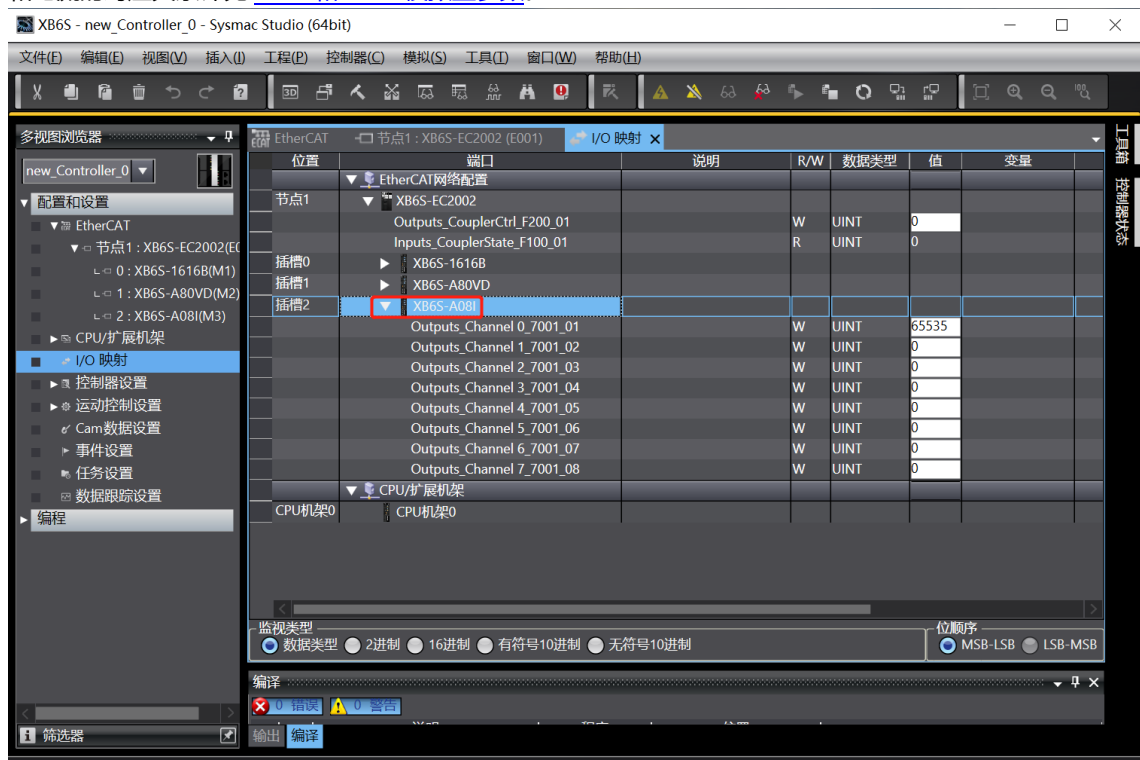 XB6S - new_Controller_0 - Sysmac Studio (64bit)
文件(F) 编辑(E) 视图(V) 插入(I) 工程(P) 控制器(C) 模拟(S) 工具(T) 窗口(W) 帮助(H)
多视图浏览器
new_Controller_0
配置和设置
EtherCAT
节点1 : XB6S-EC2002(E0
0 : XB6S-1616B(M1)
1 : XB6S-A80VD(M2)
2 : XB6S-A08I(M3)
CPU/扩展机架
I/O 映射
控制器设置
运动控制设置
Cam数据设置
事件设置
任务设置
数据跟踪设置
编程
筛选器
EtherCAT 节点1 : XB6S-EC2002 (E001) I/O 映射
位置 端口 说明 R/W 数据类型 值 变量
EtherCAT网络配置
节点1 XB6S-EC2002
Outputs_CouplerCtrl_F200_01 W UINT 0
Inputs_CouplerState_F100_01 R UINT 0
插槽0 XB6S-1616B
插槽1 XB6S-A80VD
插槽2 XB6S-A08I
Outputs_Channel 0_7001_01 W UINT 65535
Outputs_Channel 1_7001_02 W UINT 0
Outputs_Channel 2_7001_03 W UINT 0
Outputs_Channel 3_7001_04 W UINT 0
Outputs_Channel 4_7001_05 W UINT 0
Outputs_Channel 5_7001_06 W UINT 0
Outputs_Channel 6_7001_07 W UINT 0
Outputs_Channel 7_7001_08 W UINT 0
CPU/扩展机架
CPU机架0 CPU机架0
监视类型
数据类型 2进制 16进制 有符号10进制 无符号10进制
位顺序
MSB-LSB LSB-MSB
编译
0 错误 0 警告
输出 编译
工具箱
控制器状态